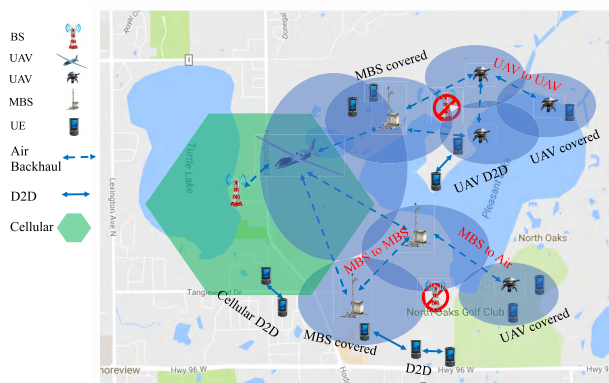 BS
UAV
UAV
MBS
UE
Air
Backhaul
D2D
Cellular
MBS covered
UAV to UAV
UAV covered
UAV D2D
Turtle Lake
Lexington Ave N
Pleasant
MBS to MBS
MBS to Air
North Oaks
Tanglewood Dr
Cellular D2D
MBS covered
North Oaks Golf Club
UAV covered
D2D
horeview
Hwy 96 W
Hwy 96 W